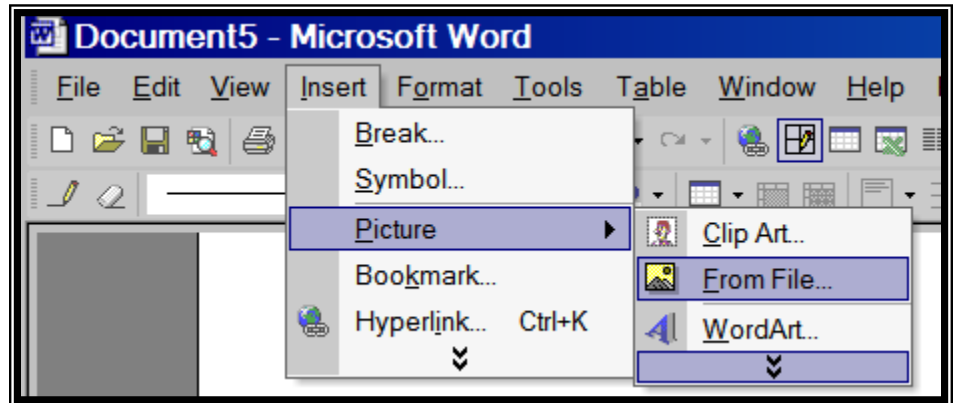 Document5 - Microsoft Word
File Edit View Insert Format Tools Table Window Help
Break...
Symbol...
Picture
Clip Art...
Bookmark...
From File...
Hyperlink... Ctrl+K
WordArt...